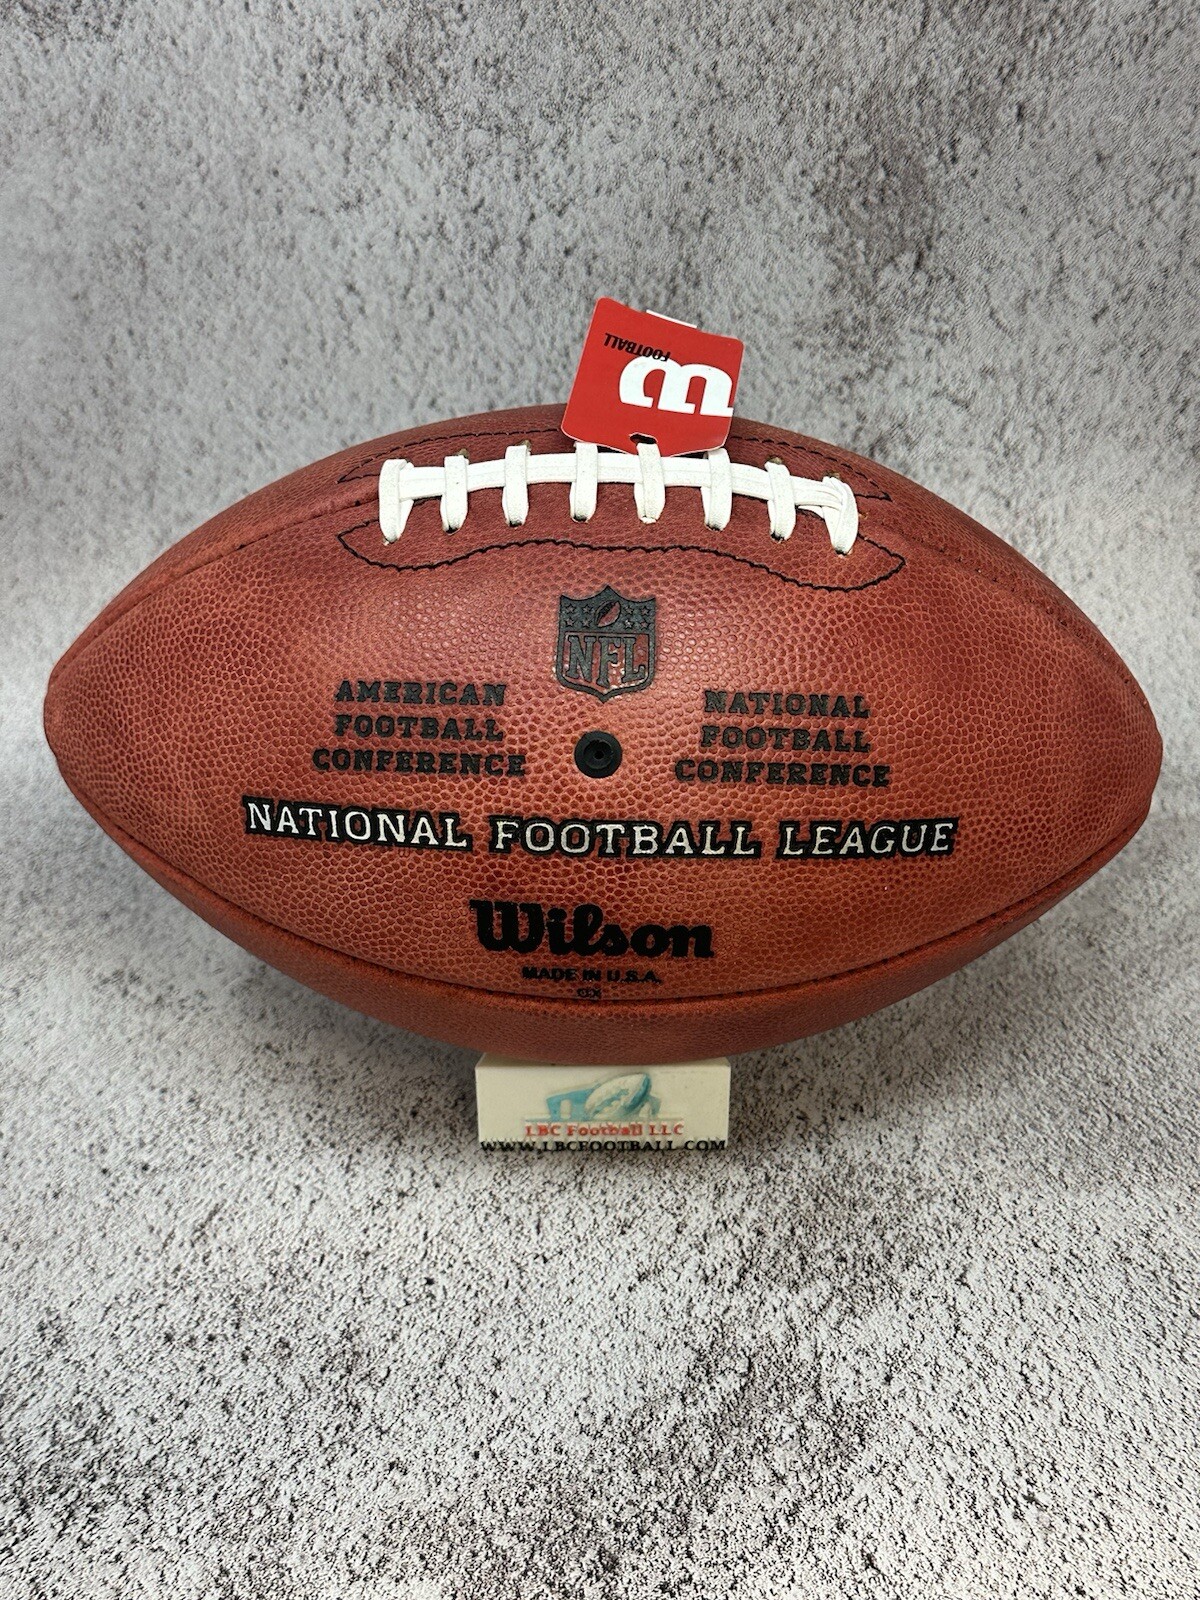 FOOTBALL
W
NFL
AMERICAN
FOOTBALL
CONFERENCE
NATIONAL
FOOTBALL
CONFERENCE
NATIONAL FOOTBALL LEAGUE
Wilson
MADE IN U.S.A.
LBC Football LLC
WWW.LBCFOOTBALL.COM